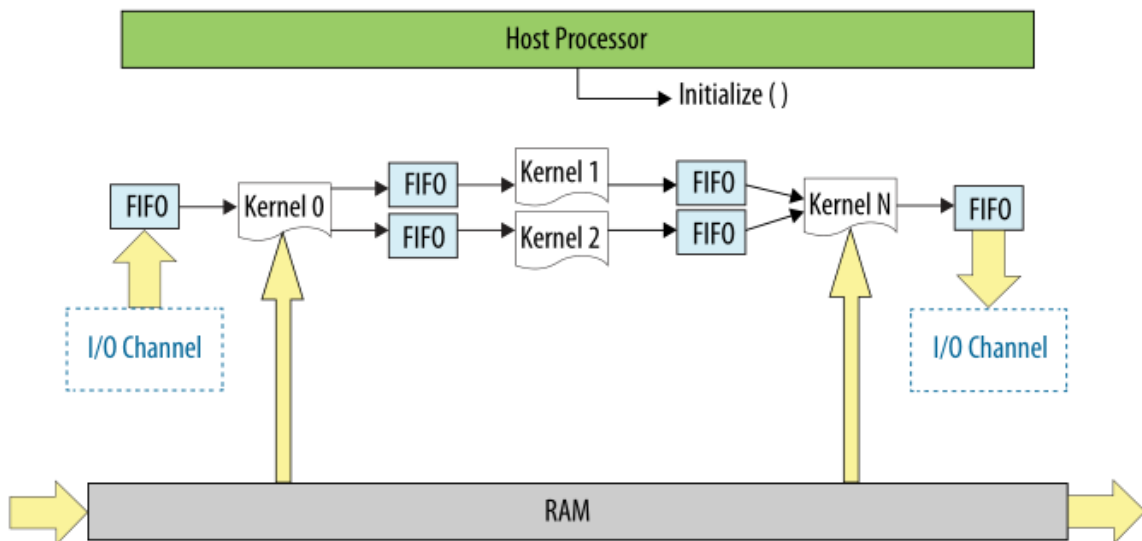 Host Processor
Initialize ( )
FIFO
Kernel 0
FIFO
FIFO
Kernel 1
Kernel 2
FIFO
FIFO
Kernel N
FIFO
I/O Channel
I/O Channel
RAM